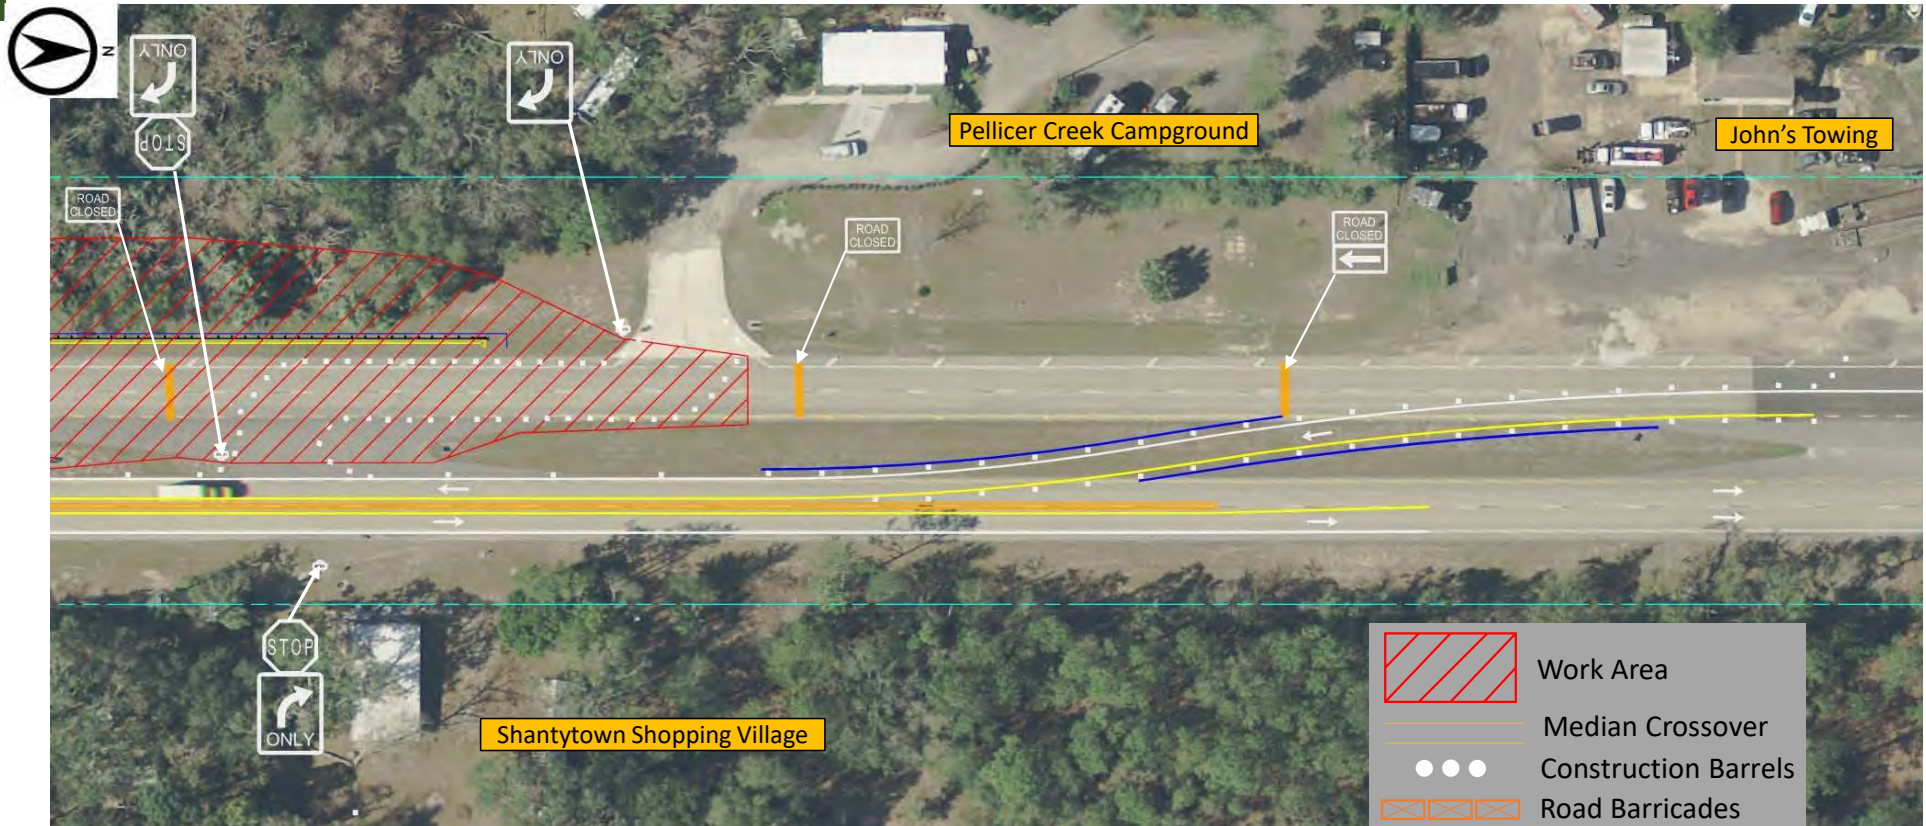 N
ONLY
STOP
ROAD
CLOSED
ONLY
Pellicer Creek Campground
John's Towing
ROAD
CLOSED
ROAD
CLOSED
STOP
ONLY
Shantytown Shopping Village
Work Area
Median Crossover
Construction Barrels
Road Barricades